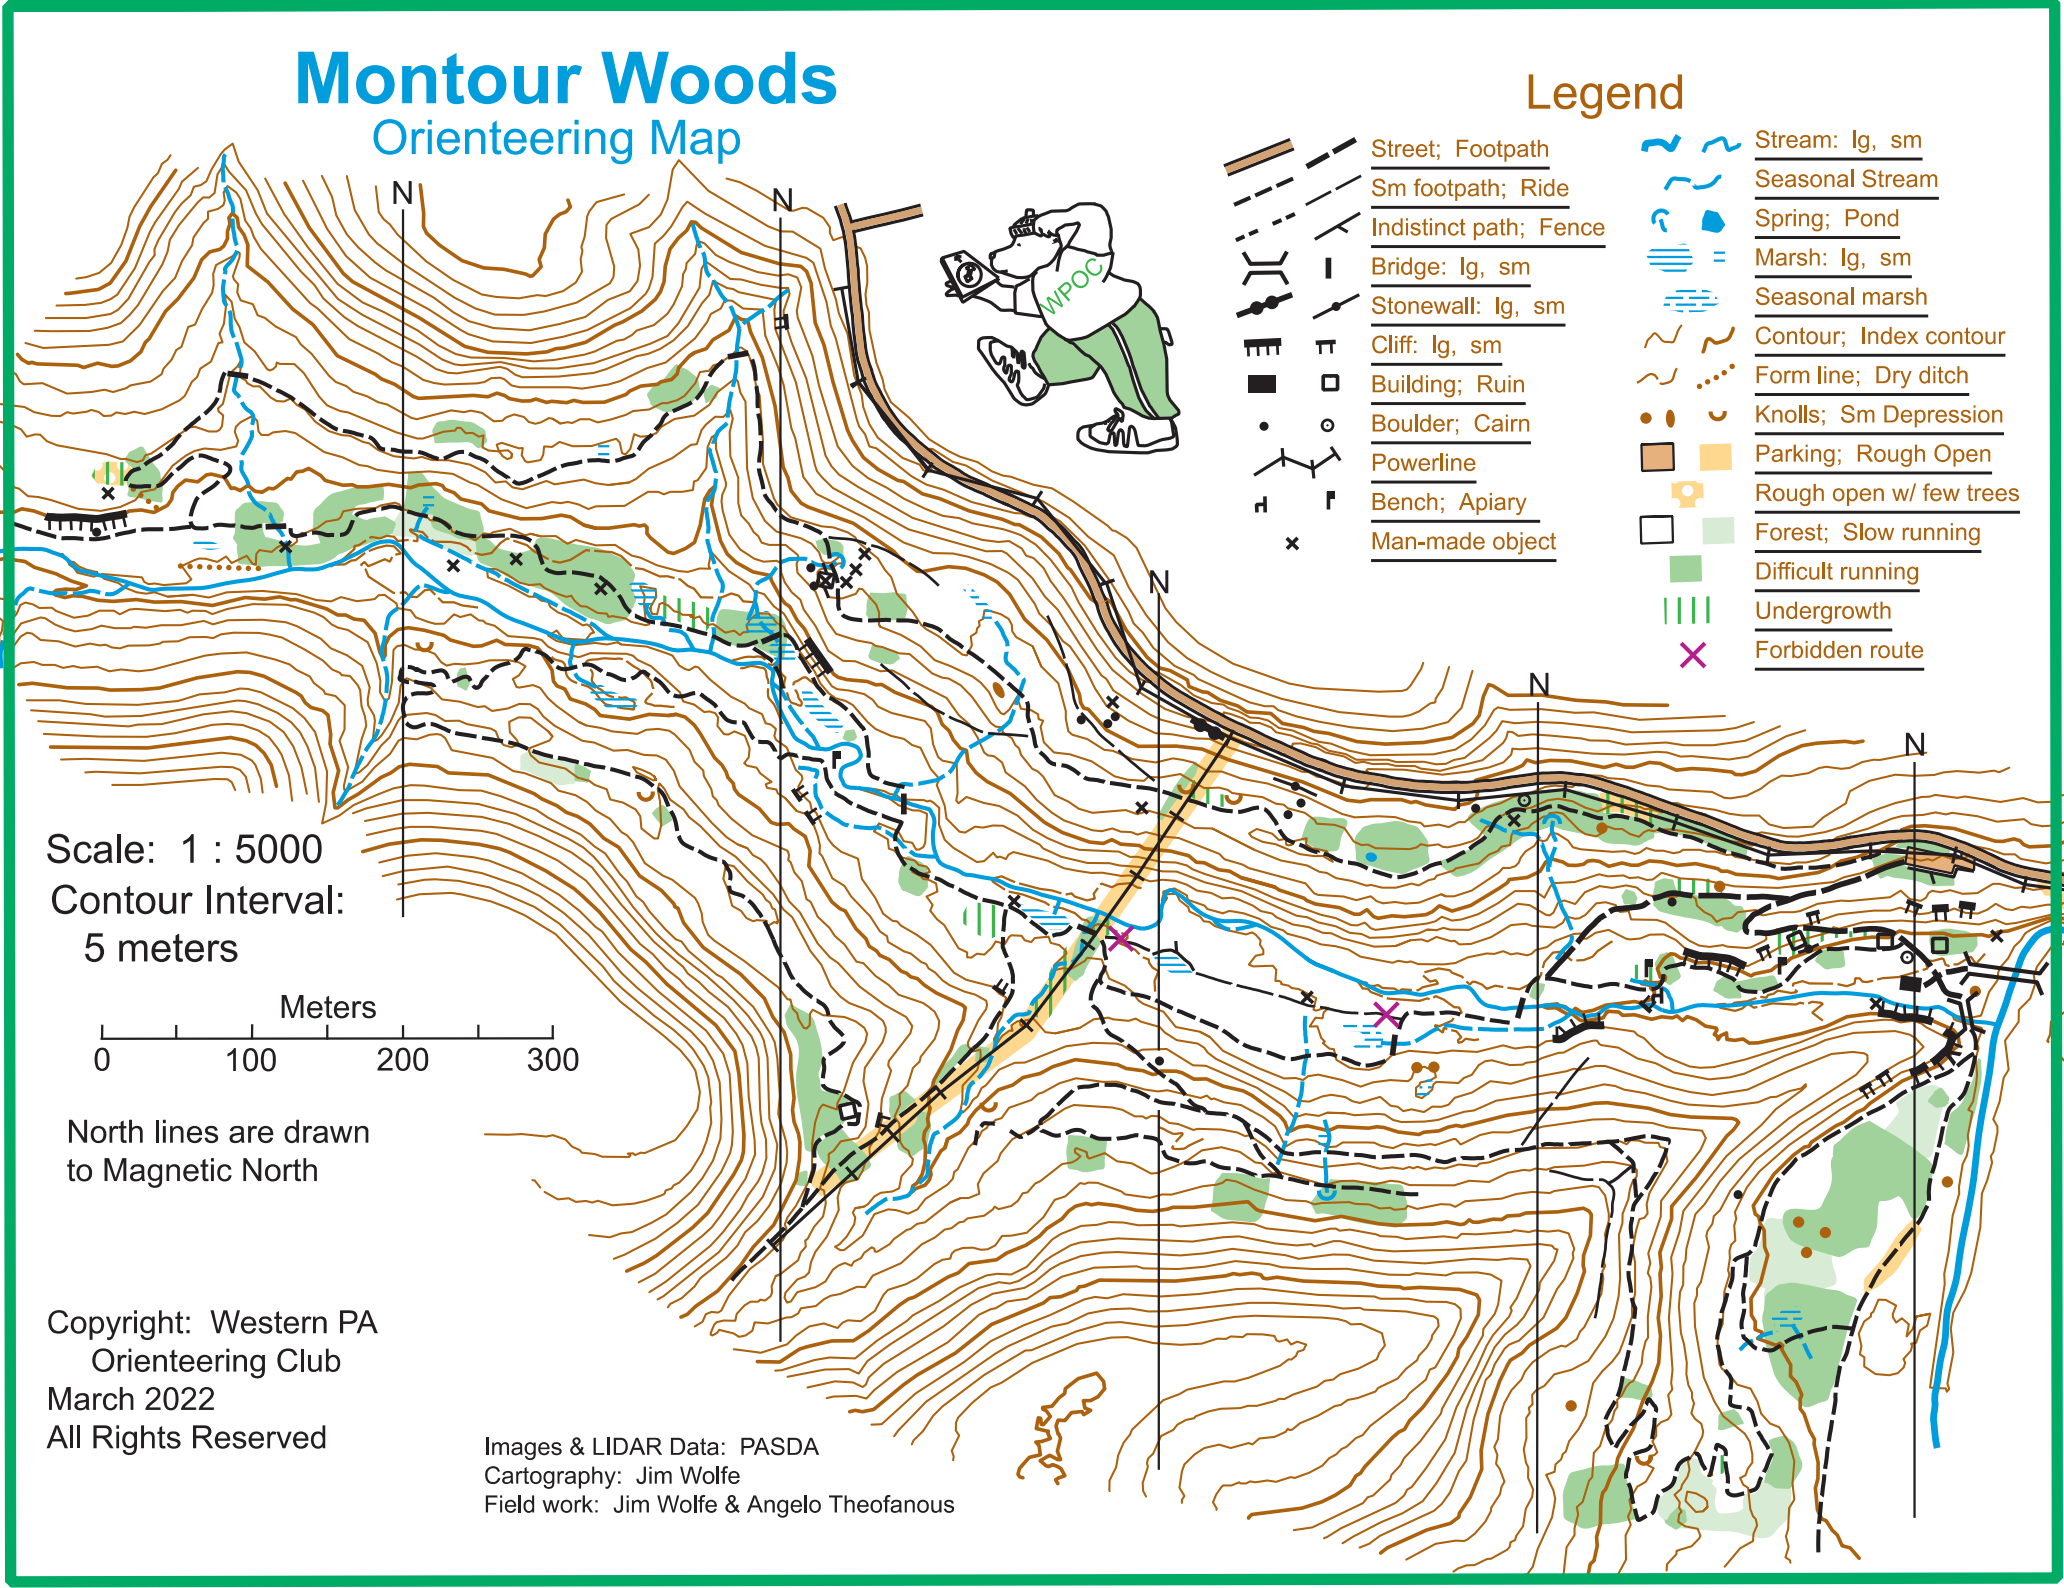 Montour Woods
Orienteering Map
N
N
N
N
N
WPOC
Legend
Street; Footpath
Sm footpath; Ride
Indistinct path; Fence
Bridge: lg, sm
Stonewall: lg, sm
Cliff: lg, sm
Building; Ruin
Boulder; Cairn
Powerline
Bench; Apiary
Man-made object
Stream: lg, sm
Seasonal Stream
Spring; Pond
Marsh: lg, sm
Seasonal marsh
Contour; Index contour
Form line; Dry ditch
Knolls; Sm Depression
Parking; Rough Open
Rough open w/ few trees
Forest; Slow running
Difficult running
Undergrowth
Forbidden route
Scale: 1 : 5000
Contour Interval:
5 meters
Meters
0 100 200 300
North lines are drawn
to Magnetic North
Copyright: Western PA
Orienteering Club
March 2022
All Rights Reserved
Images & LIDAR Data: PASDA
Cartography: Jim Wolfe
Field work: Jim Wolfe & Angelo Theofanous